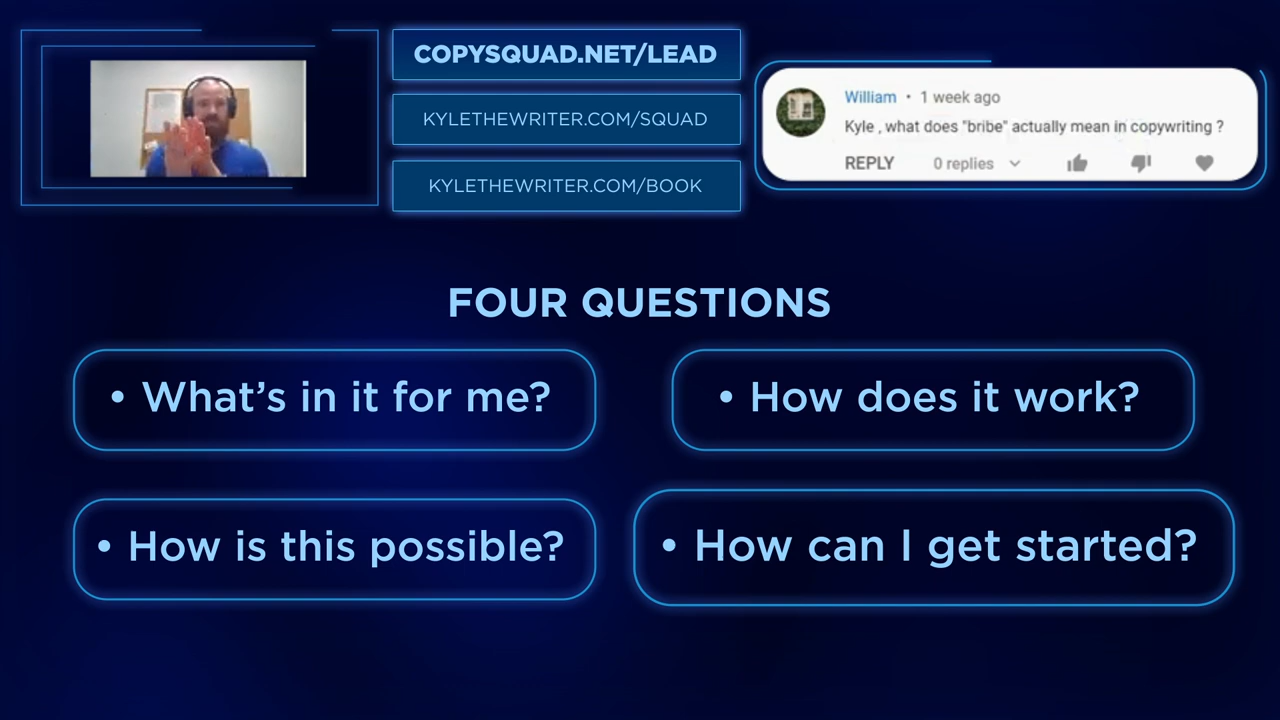 COPYSQUAD.NET/LEAD
KYLETHEWRITER.COM/SQUAD
KYLETHEWRITER.COM/BOOK
William • 1 week ago
Kyle , what does "bribe" actually mean in copywriting ?
REPLY 0 replies
FOUR QUESTIONS
• What's in it for me?
• How does it work?
• How is this possible?
• How can I get started?